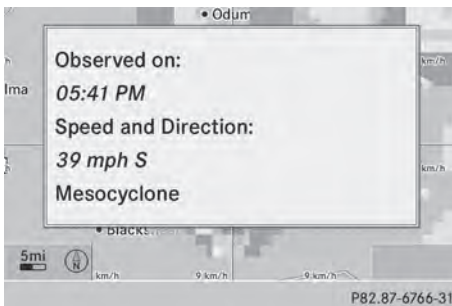 • Odum
Observed on:
km/h
lma
05:41 PM
Speed and Direction:
39 mph S
km/h
Mesocyclone
5mi
N
km/h
9 km/h
9 km/h
P82.87-6766-31